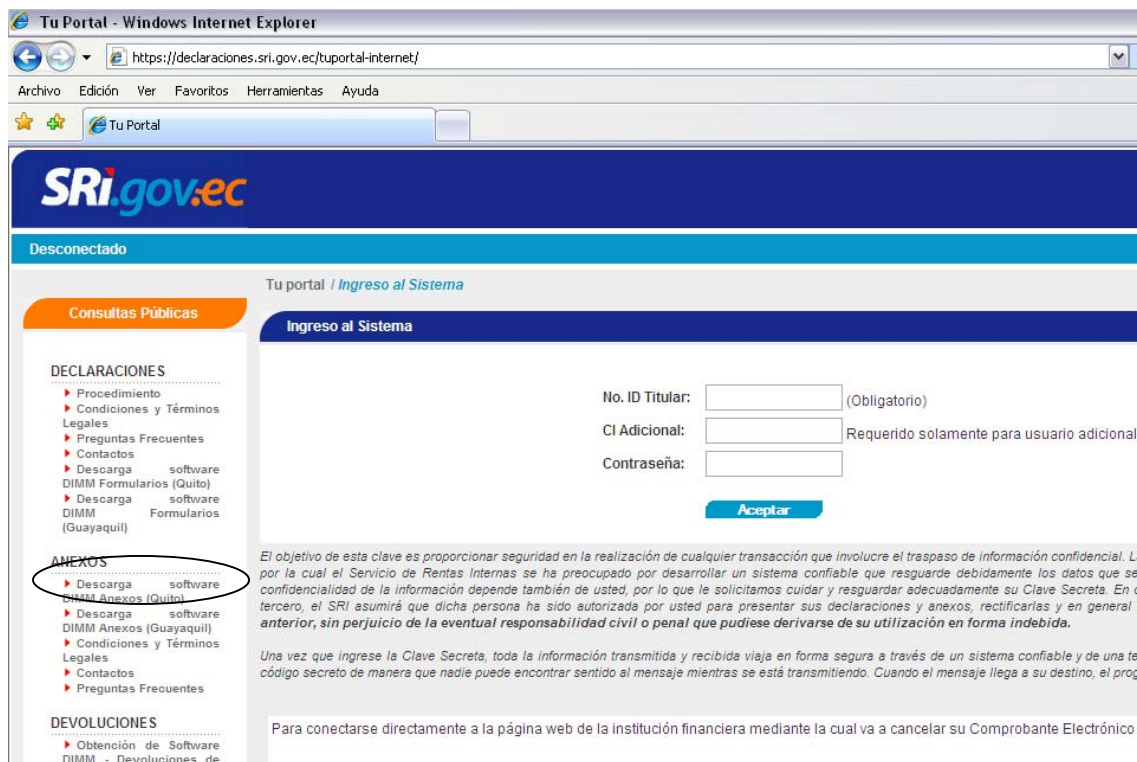 Tu Portal - Windows Internet Explorer
https://declaraciones.sri.gov.ec/tuportal-internet/
Archivo Edición Ver Favoritos Herramientas Ayuda
Tu Portal
SRi.gov.ec
Desconectado
Tu portal / Ingreso al Sistema
Consultas Públicas
Ingreso al Sistema
DECLARACIONES
Procedimiento
Condiciones y Términos
Legales
Preguntas Frecuentes
Contactos
Descarga software
DIMM Formularios (Quito)
Descarga software
DIMM Formularios
(Guayaquil)
ANEXOS
Descarga software
DIMM Anexos (Quito)
Descarga software
DIMM Anexos (Guayaquil)
Condiciones y Términos
Legales
Contactos
Preguntas Frecuentes
DEVOLUCIONES
Obtención de Software
DIMM - Devoluciones de
No. ID Titular: (Obligatorio)
CI Adicional: Requerido solamente para usuario adicional
Contraseña:
Aceptar
El objetivo de esta clave es proporcionar seguridad en la realización de cualquier transacción que involucre el traspaso de información confidencial.
por la cual el Servicio de Rentas Internas se ha preocupado por desarrollar un sistema confiable que resguarde debidamente los datos que se
confidencialidad de la información depende también de usted, por lo que le solicitamos cuidar y resguardar adecuadamente su Clave Secreta. En
tercero, el SRI asumirá que dicha persona ha sido autorizada por usted para presentar sus declaraciones y anexos, rectificarlas y en general
anterior, sin perjuicio de la eventual responsabilidad civil o penal que pudiese derivarse de su utilización en forma indebida.
Una vez que ingrese la Clave Secreta, toda la información transmitida y recibida viaja en forma segura a través de un sistema confiable y de una
código secreto de manera que nadie puede encontrar sentido al mensaje mientras se está transmitiendo. Cuando el mensaje llega a su destino, el
Para conectarse directamente a la página web de la institución financiera mediante la cual va a cancelar su Comprobante Electrónico